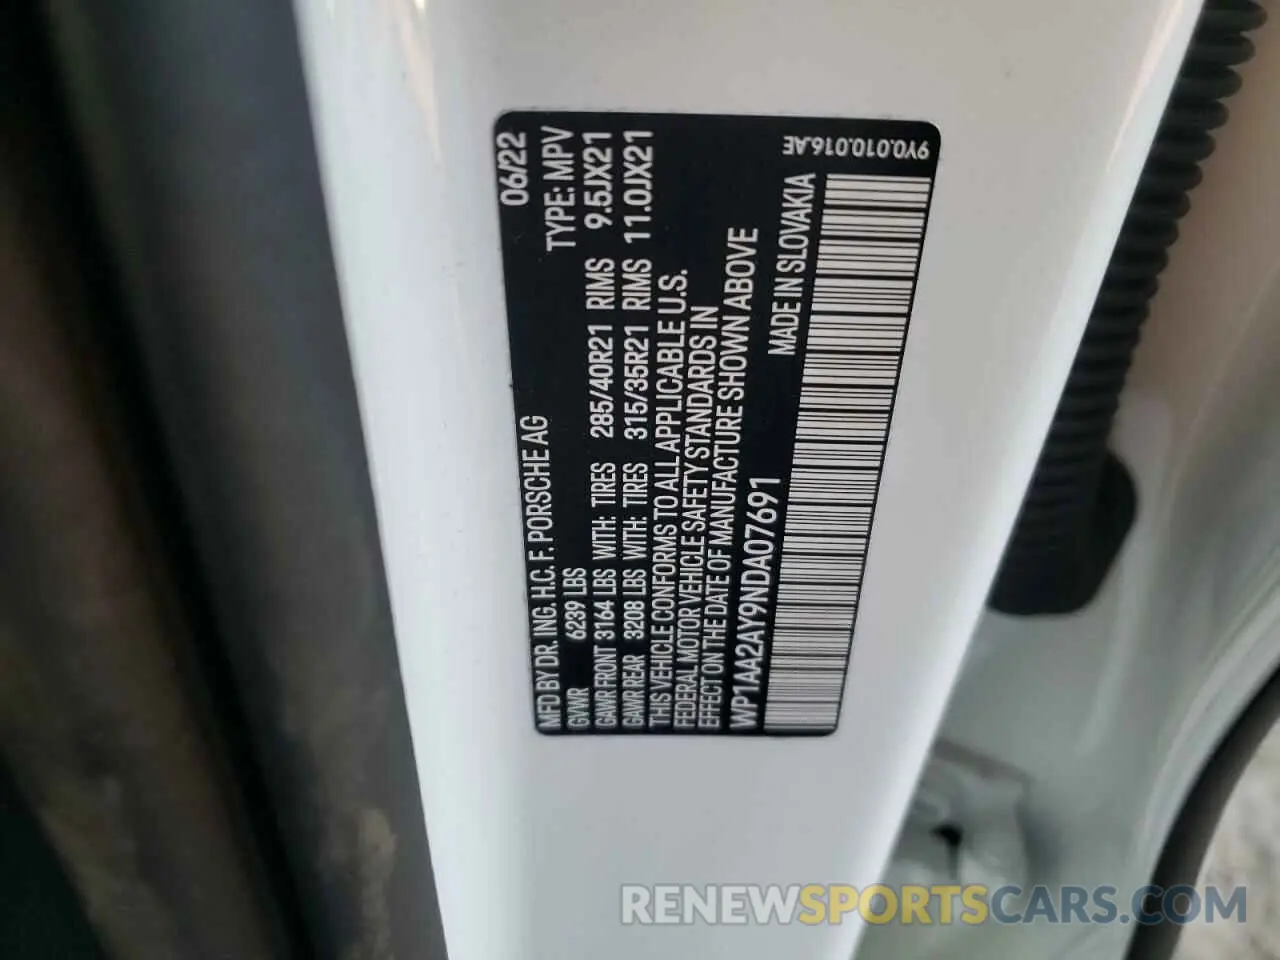 MFD BY DR. ING. H.C. F. PORSCHE AG 06/22
GVWR 6239 LBS TYPE: MPV
GAWR FRONT 3164 LBS WITH: TIRES 285/40R21 RIMS 9.5JX21
GAWR REAR 3208 LBS WITH: TIRES 315/35R21 RIMS 11.0JX21
THIS VEHICLE CONFORMS TO ALL APPLICABLE U.S.
FEDERAL MOTOR VEHICLE SAFETY STANDARDS IN
EFFECT ON THE DATE OF MANUFACTURE SHOWN ABOVE
WP1AA2AY9NDA07691 MADE IN SLOVAKIA
9Y0.010.016.AE
RENEWSPORTSCARS.COM